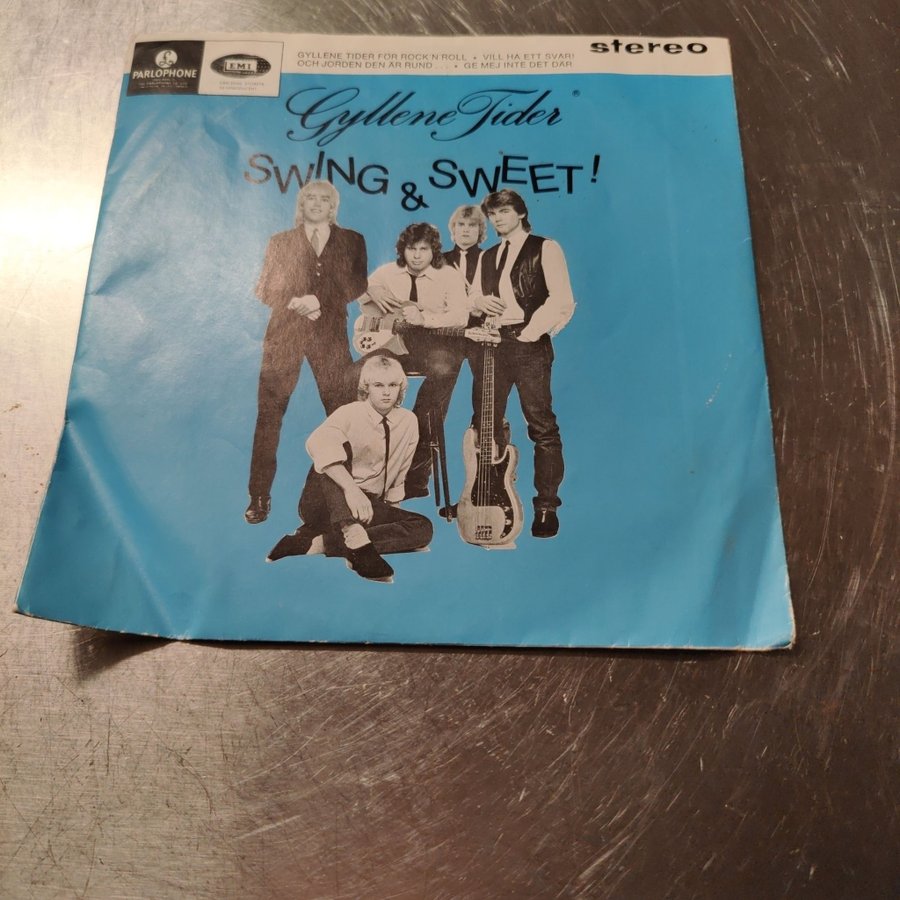 PARLOPHONE
EMI
GYLLENE TIDER FÖR ROCK'N'ROLL • VILL HA ETT SVAR!
OCH JORDEN DEN ÄR RUND . . . • GE MEJ INTE DET DÄR
stereo
Gyllene Tider®
SWING & SWEET!